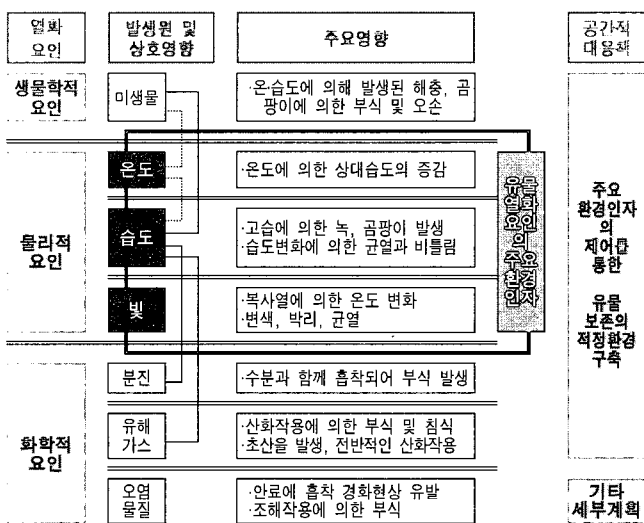 열화
요인
발생원 및
상호영향
주요영향
공간적
대응책
생물학적
요인
미생물
·온습도에 의해 발생된 해충, 곰
팡이에 의한 부식 및 오손
물리적
요인
온도
·온도에 의한 상대습도의 증감
습도
·고습에 의한 녹, 곰팡이 발생
·습도변화에 의한 균열과 비틀림
빛
·복사열에 의한 온도 변화
·변색, 박리, 균열
유물
열화
요인
의
주요
환경
인자
주요
환경인자
의
제어를
통한
유물
보존의
적정환경
구축
화학적
요인
분진
·수분과 함께 흡착되어 부식 발생
유해
가스
·산화작용에 의한 부식 및 침식
·초산을 발생, 전반적인 산화작용
오염
물질
·안료에 흡착 경화현상 유발
·조해작용에 의한 부식
기타
세부계획